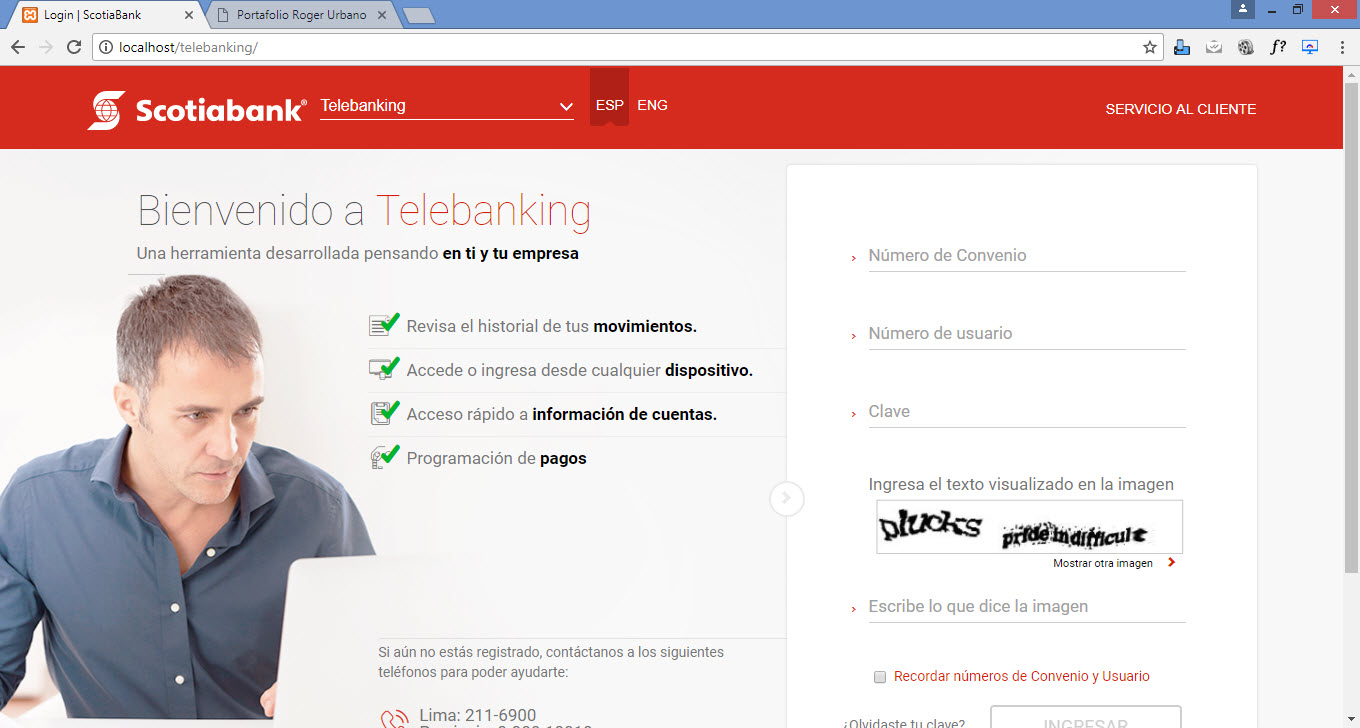 Login | ScotiaBank
Portafolio Roger Urbano
localhost/telebanking/
f?
Scotiabank®
Telebanking
ESP
ENG
SERVICIO AL CLIENTE
Bienvenido a Telebanking
Una herramienta desarrollada pensando en ti y tu empresa
Revisa el historial de tus movimientos.
Accede o ingresa desde cualquier dispositivo.
Acceso rápido a información de cuentas.
Programación de pagos
Si aún no estás registrado, contáctanos a los siguientes
teléfonos para poder ayudarte:
Lima: 211-6900
Número de Convenio
Número de usuario
Clave
Ingresa el texto visualizado en la imagen
plucks prideindifficult
Mostrar otra imagen
Escribe lo que dice la imagen
Recordar números de Convenio y Usuario
¿Olvidaste tu clave?
INGRESAR